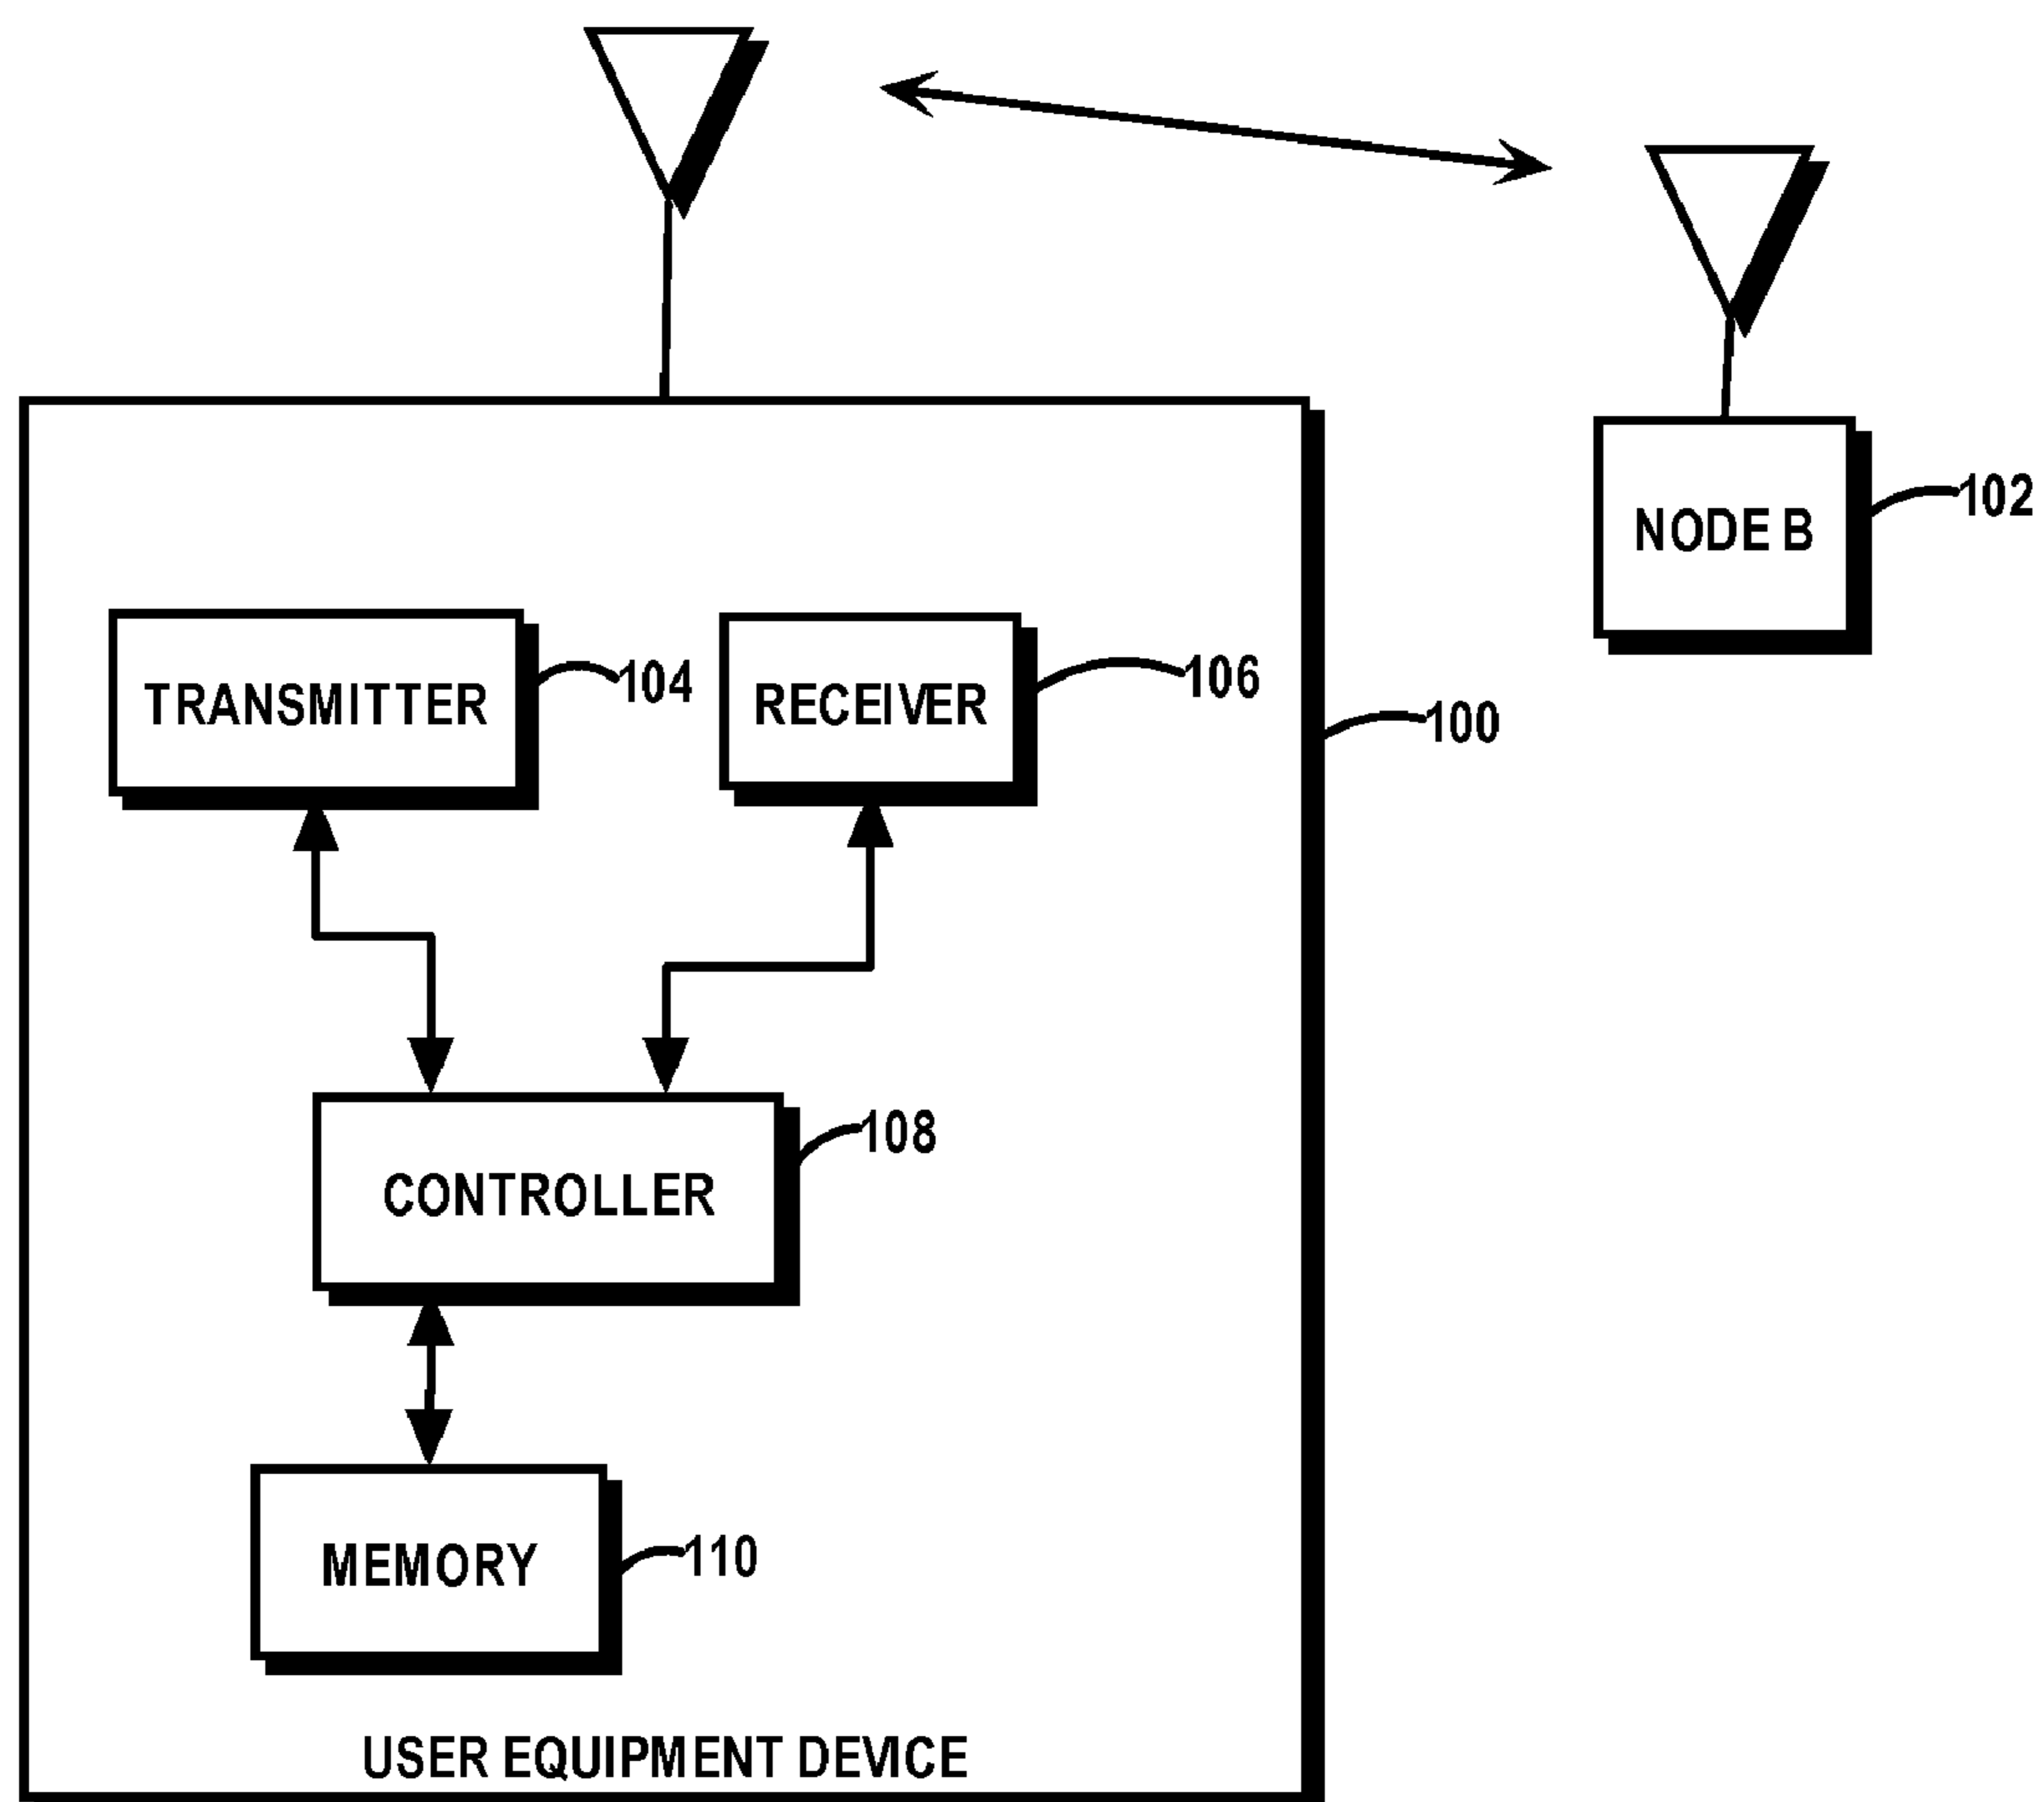 102
NODE B
104
TRANSMITTER
106
RECEIVER
100
108
CONTROLLER
110
MEMORY
USER EQUIPMENT DEVICE